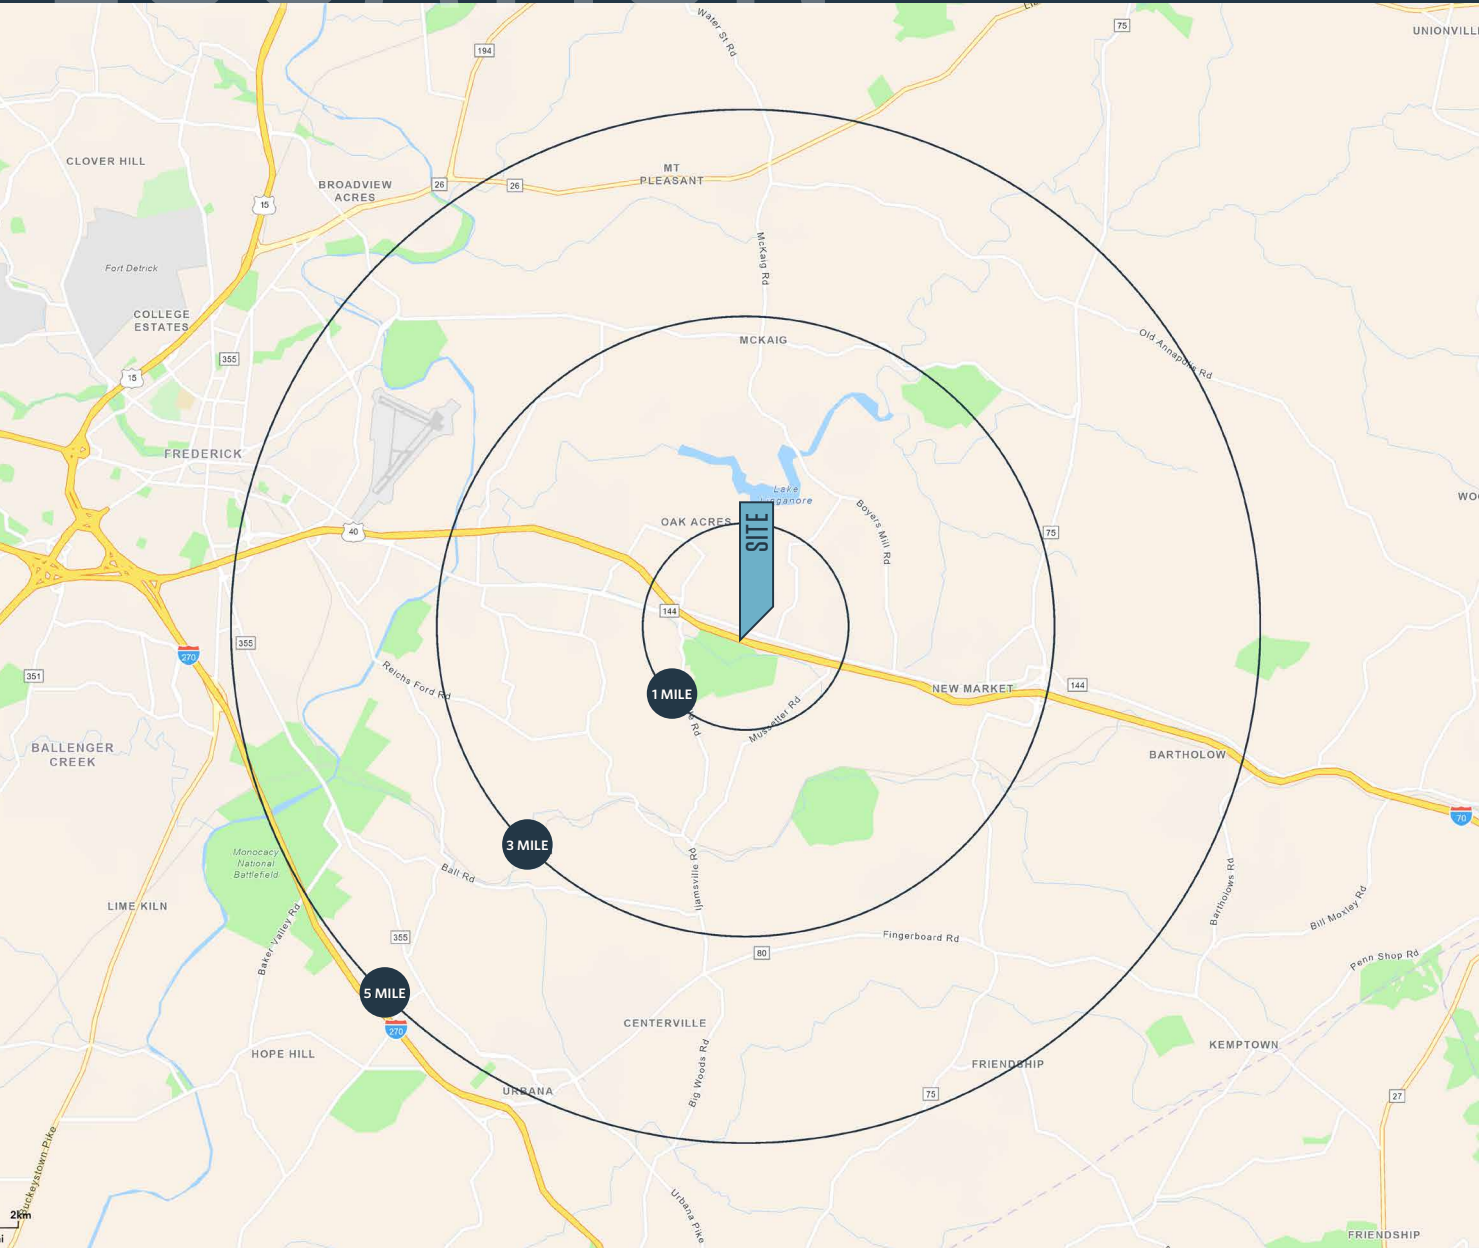 Water St Rd
75
UNIONVILL
194
CLOVER HILL
MT
PLEASANT
BROADVIEW
ACRES
26
26
15
McKaig Rd
Fort Detrick
COLLEGE
ESTATES
MCKAIG
Old Annapolis Rd
355
15
FREDERICK
Lake
Linganore
WO
OAK ACRES
SITE
Boyers Mill Rd
40
75
144
355
270
351
Reichs Ford Rd
1 MILE
NEW MARKET
144
Mussetter Rd
BALLENGER
CREEK
BARTHOLOW
70
3 MILE
Monocacy
National
Battlefield
Ball Rd
Ijamsville Rd
Bartholows Rd
Bill Moxley Rd
LIME KILN
Baker Valley Rd
355
Fingerboard Rd
80
Penn Shop Rd
5 MILE
270
CENTERVILLE
HOPE HILL
Big Woods Rd
FRIENDSHIP
KEMPTOWN
URBANA
75
27
Buckeystown Pike
2km
Urbana Pike
FRIENDSHIP